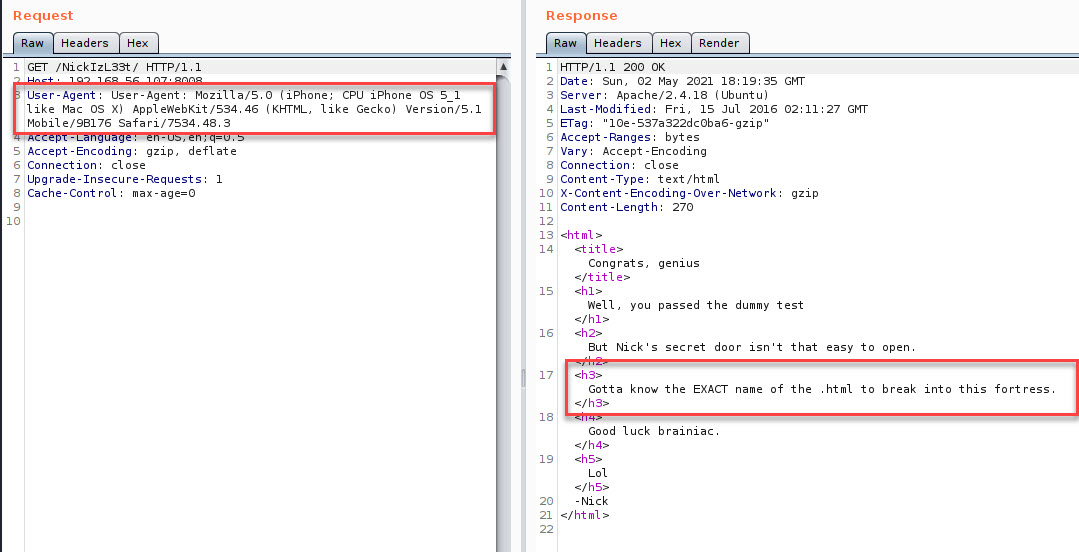 Request
Raw Headers Hex
1 GET /NickIzL33t/ HTTP/1.1
2 Host: 192.168.56.107:8008
3 User-Agent: User-Agent: Mozilla/5.0 (iPhone; CPU iPhone OS 5_1
like Mac OS X) AppleWebKit/534.46 (KHTML, like Gecko) Version/5.1
Mobile/9B176 Safari/7534.48.3
4 Accept-Language: en-US,en;q=0.5
5 Accept-Encoding: gzip, deflate
6 Connection: close
7 Upgrade-Insecure-Requests: 1
8 Cache-Control: max-age=0
9
10
Response
Raw Headers Hex Render
1 HTTP/1.1 200 OK
2 Date: Sun, 02 May 2021 18:19:35 GMT
3 Server: Apache/2.4.18 (Ubuntu)
4 Last-Modified: Fri, 15 Jul 2016 02:11:27 GMT
5 ETag: "10e-537a322dc0ba6-gzip"
6 Accept-Ranges: bytes
7 Vary: Accept-Encoding
8 Connection: close
9 Content-Type: text/html
10 X-Content-Encoding-Over-Network: gzip
11 Content-Length: 270
12
13 <html>
14 <title>
Congrats, genius
</title>
15 <h1>
Well, you passed the dummy test
</h1>
16 <h2>
But Nick's secret door isn't that easy to open.
</h2>
17 <h3>
Gotta know the EXACT name of the .html to break into this fortress.
</h3>
18 <h4>
Good luck brainiac.
</h4>
19 <h5>
Lol
</h5>
20 -Nick
21 </html>
22